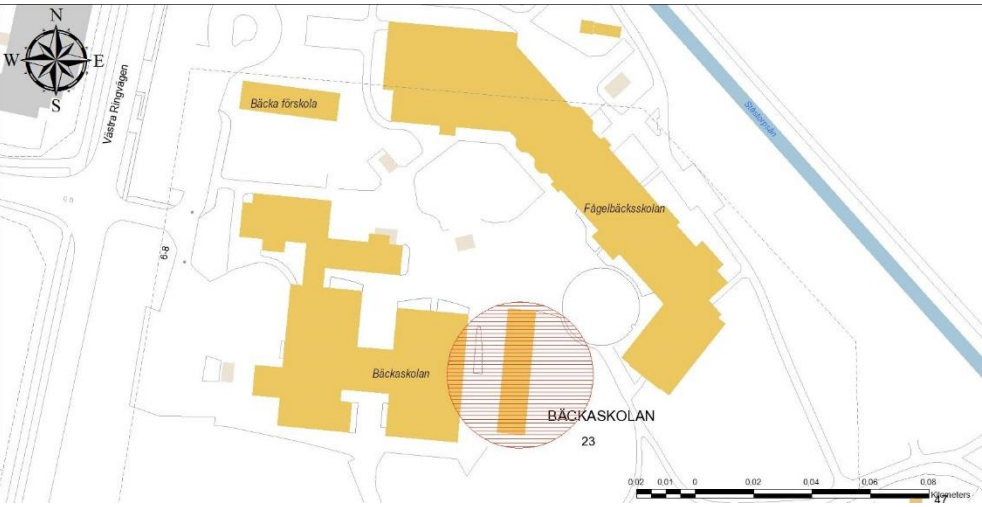 N
W E
S
Västra Ringvägen
Bäcka förskola
Fågelbäcksskolan
6-8
Bäckaskolan
BÄCKASKOLAN
23
0,02 0,01 0 0,02 0,04 0,06 0,08
Kilometers
47